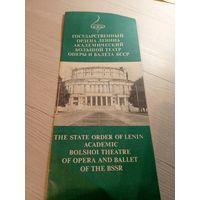 ГОСУДАРСТВЕННЫЙ
ОРДЕНА ЛЕНИНА
АКАДЕМИЧЕСКИЙ
БОЛЬШОЙ ТЕАТР
ОПЕРЫ И БАЛЕТА БССР
THE STATE ORDER OF LENIN
ACADEMIC
BOLSHOI THEATRE
OF OPERA AND BALLET
OF THE BSSR